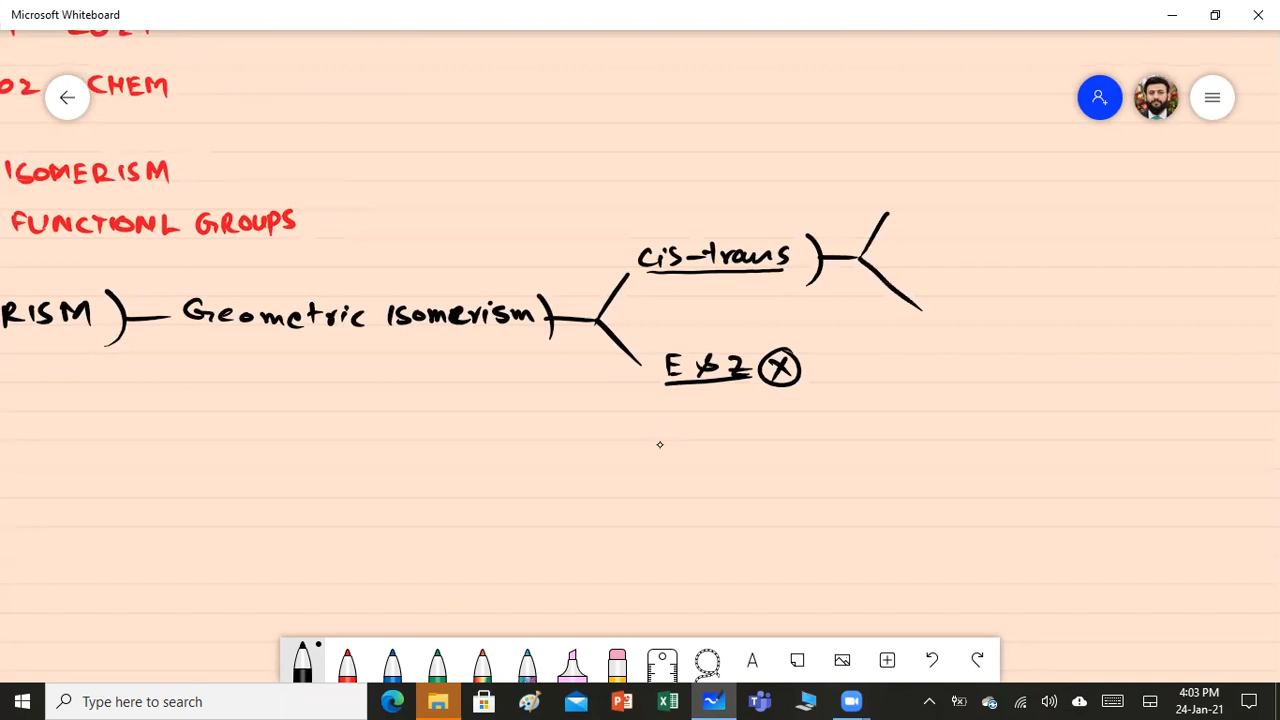 Microsoft Whiteboard
02 CHEM
ISOMERISM
FUNCTIONL GROUPS
cis-trans
RISM) Geometric Isomerism)
E & Z X
Type here to search
4:03 PM
24-Jan-21